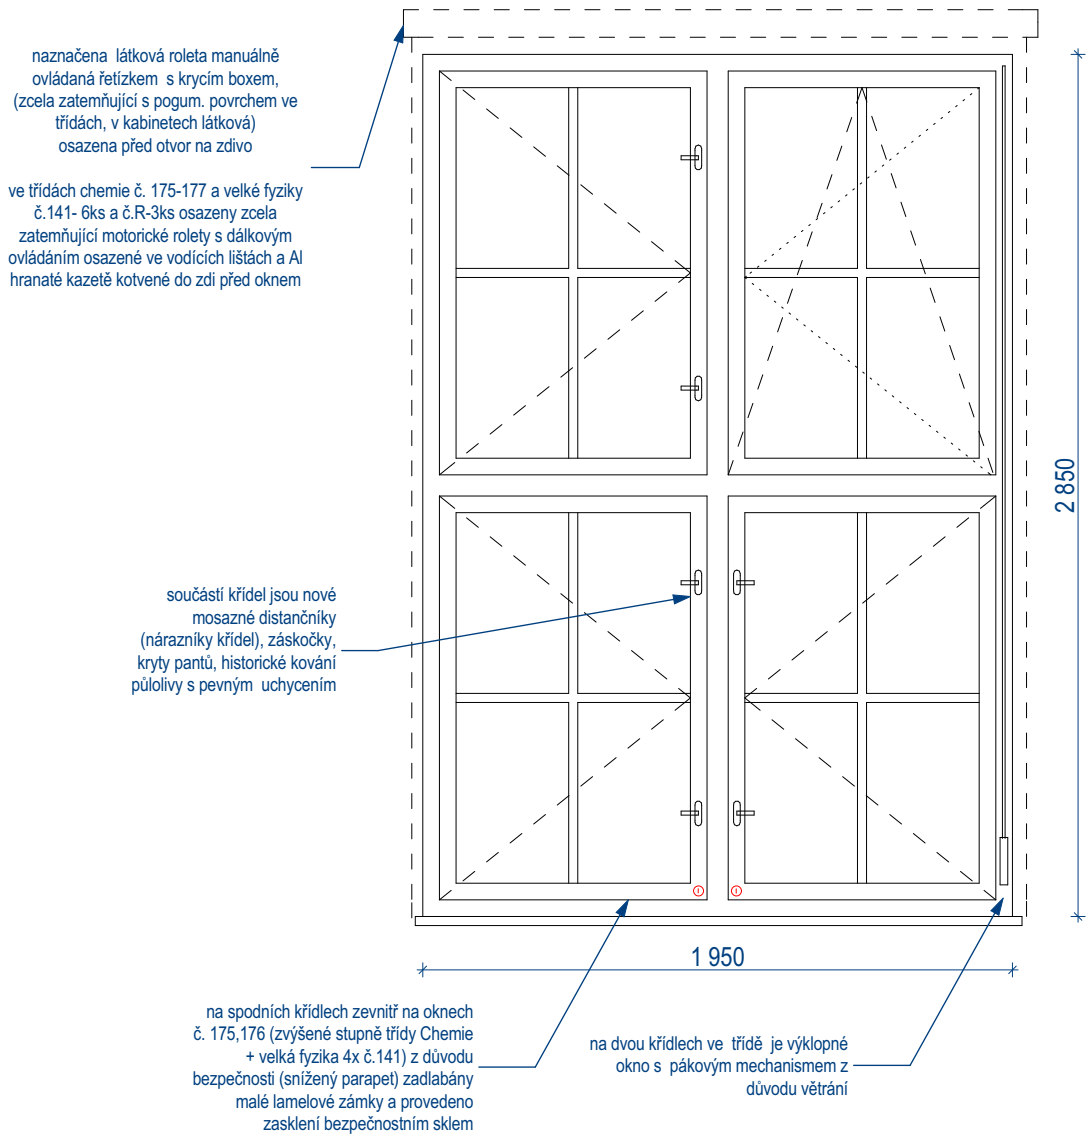 naznačena látková roleta manuálně
ovládaná řetízkem s krycím boxem,
(zcela zatemňující s pogum. povrchem ve
třídách, v kabinetech látková)
osazena před otvor na zdivo
ve třídách chemie č. 175-177 a velké fyziky
č.141- 6ks a č.R-3ks osazeny zcela
zatemňující motorické rolety s dálkovým
ovládáním osazené ve vodících lištách a Al
hranaté kazetě kotvené do zdi před oknem
2 850
součástí křídel jsou nové
mosazné distančníky
(nárazníky křídel), záskočky,
kryty pantů, historické kování
půlolivy s pevným uchycením
1 950
na spodních křídlech zevnitř na oknech
č. 175,176 (zvýšené stupně třídy Chemie
+ velká fyzika 4x č.141) z důvodu
bezpečnosti (snížený parapet) zadlabány
malé lamelové zámky a provedeno
zasklení bezpečnostním sklem
na dvou křídlech ve třídě je výklopné
okno s pákovým mechanismem z
důvodu větrání